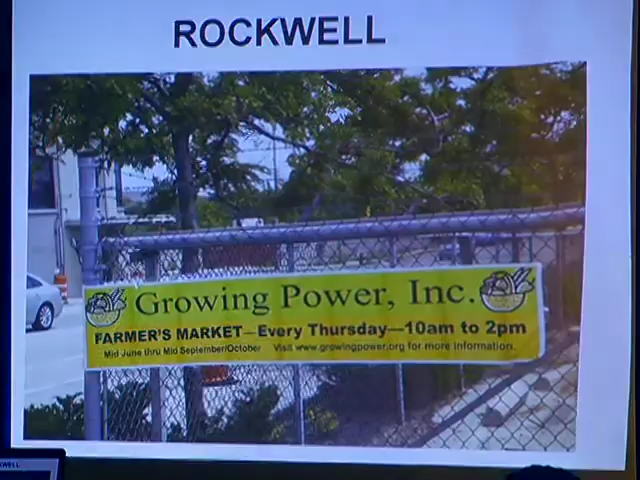 ROCKWELL
Growing Power, Inc.
FARMER'S MARKET—Every Thursday—10am to 2pm
Mid June thru Mid September/October Visit www.growingpower.org for more information.
KWELL